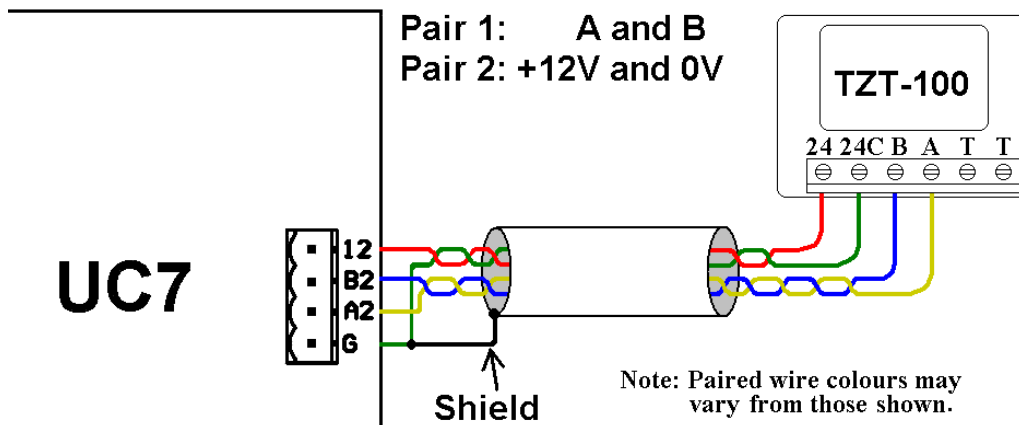 Pair 1: A and B
Pair 2: +12V and 0V
TZT-100
24 24C B A T T
UC7
12
B2
A2
G
Shield
Note: Paired wire colours may
vary from those shown.